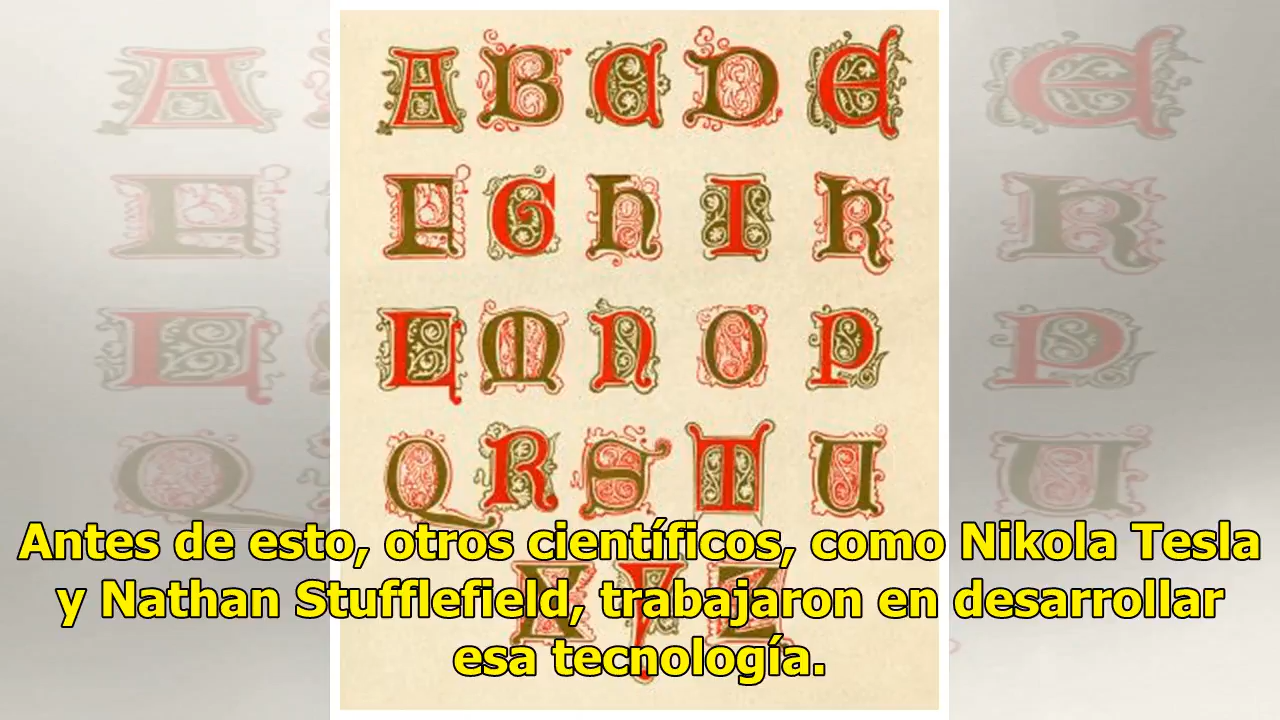 A B C D E
F G H I K
L M N O P
Q R S T U
X Y Z
Antes de esto, otros científicos, como Nikola Tesla
y Nathan Stufflefield, trabajaron en desarrollar
esa tecnología.